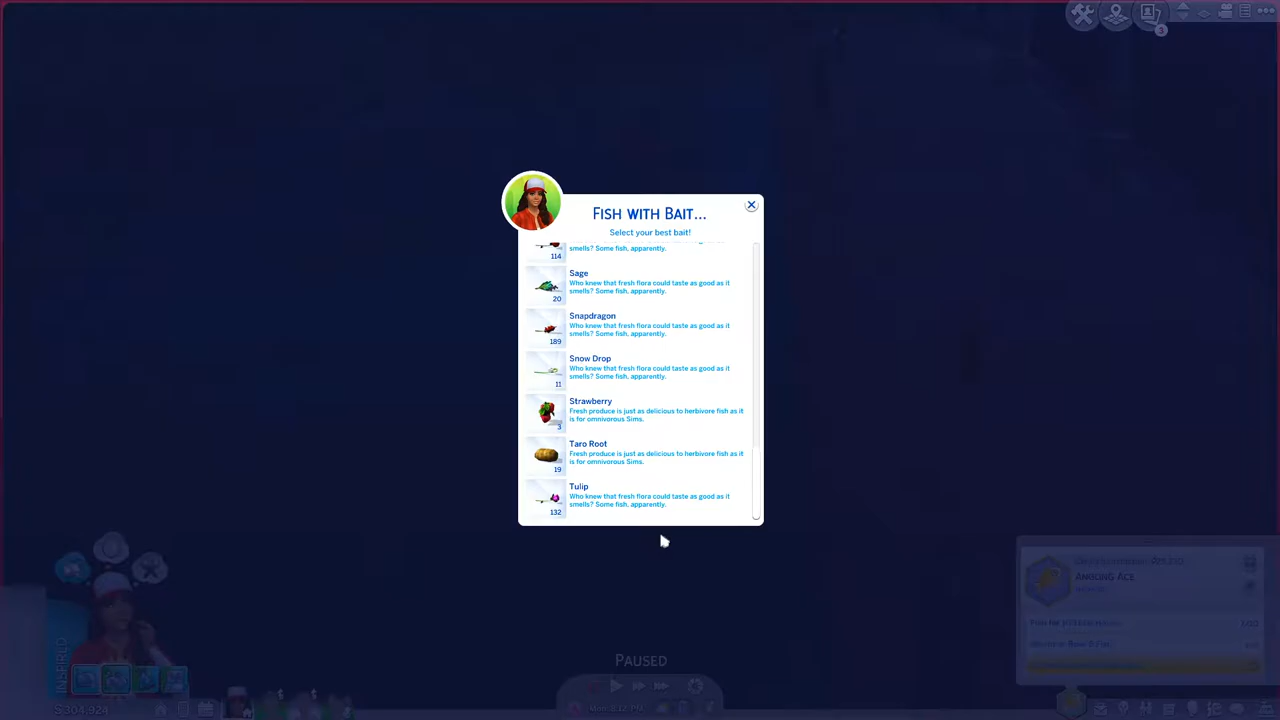 3
FISH WITH BAIT...
Select your best bait!
114
smells? Some fish, apparently.
Sage
Who knew that fresh flora could taste as good as it
smells? Some fish, apparently.
20
Snapdragon
Who knew that fresh flora could taste as good as it
smells? Some fish, apparently.
189
Snow Drop
Who knew that fresh flora could taste as good as it
smells? Some fish, apparently.
11
Strawberry
Fresh produce is just as delicious to herbivore fish as it
is for omnivorous Sims.
3
Taro Root
Fresh produce is just as delicious to herbivore fish as it
is for omnivorous Sims.
19
Tulip
Who knew that fresh flora could taste as good as it
smells? Some fish, apparently.
132
ANGLING ACE
INSPIRED
PAUSED
$304,924